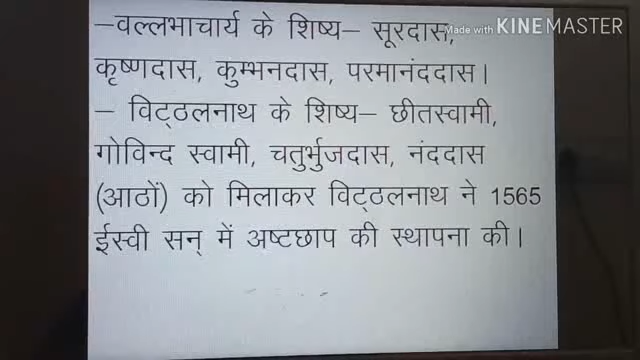 Made with KINEMASTER
–वल्लभाचार्य के शिष्य– सूरदास,
कृष्णदास, कुम्भनदास, परमानंददास।
– विट्ठलनाथ के शिष्य– छीतस्वामी,
गोविन्द स्वामी, चतुर्भुजदास, नंददास
(आठों) को मिलाकर विट्ठलनाथ ने 1565
ईस्वी सन् में अष्टछाप की स्थापना की।